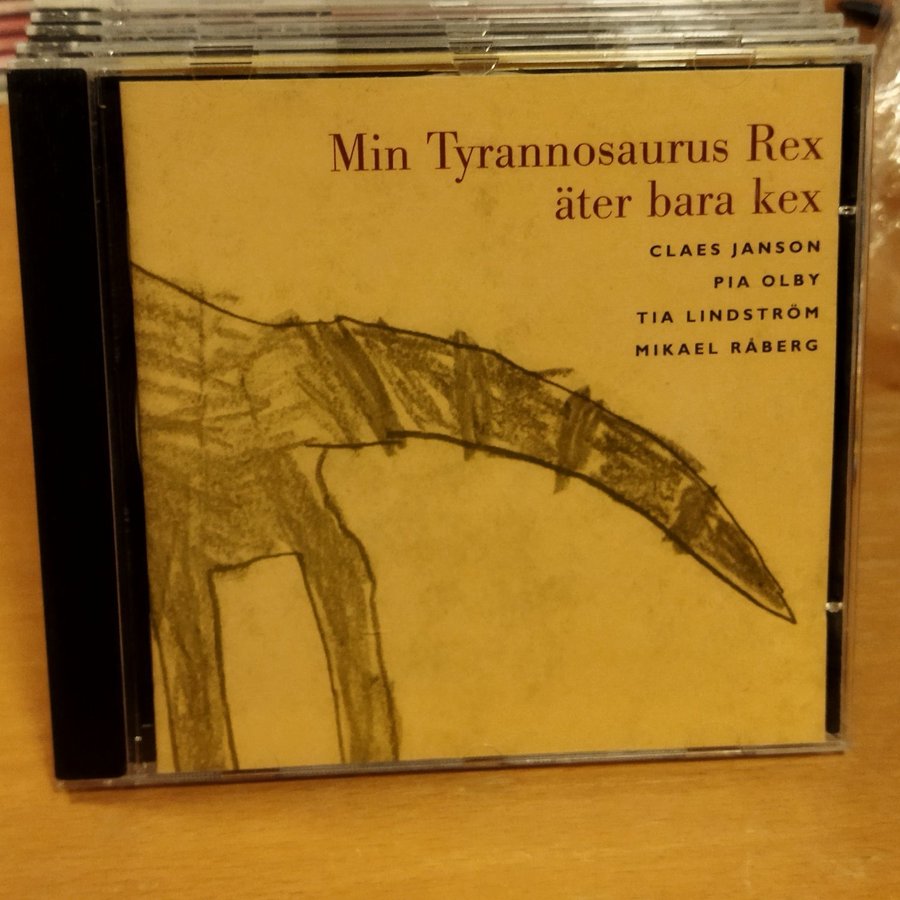 Min Tyrannosaurus Rex
äter bara kex
CLAES JANSON
PIA OLBY
TIA LINDSTRÖM
MIKAEL RÅBERG